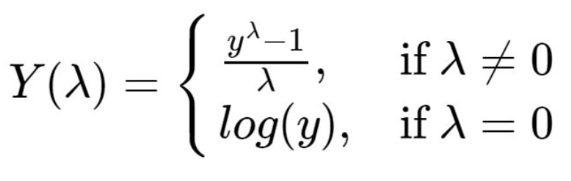 Y(λ) = { (y^λ−1)/λ, if λ ≠ 0
log(y), if λ = 0